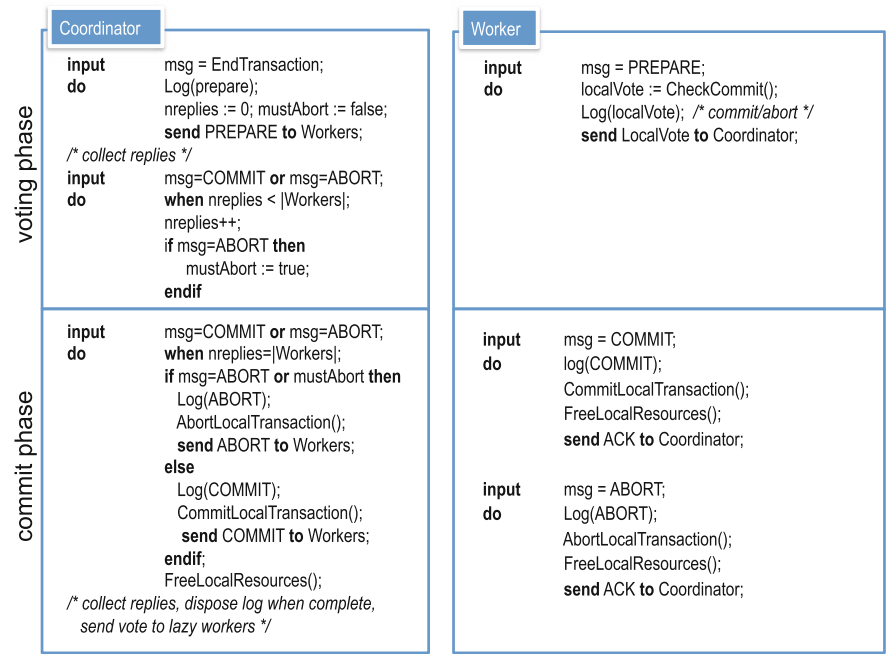 Coordinator
voting phase
input msg = EndTransaction;
do Log(prepare);
nreplies := 0; mustAbort := false;
send PREPARE to Workers;
/* collect replies */
input msg=COMMIT or msg=ABORT;
do when nreplies < |Workers|;
nreplies++;
if msg=ABORT then
mustAbort := true;
endif
commit phase
input msg=COMMIT or msg=ABORT;
do when nreplies=|Workers|;
if msg=ABORT or mustAbort then
Log(ABORT);
AbortLocalTransaction();
send ABORT to Workers;
else
Log(COMMIT);
CommitLocalTransaction();
send COMMIT to Workers;
endif;
FreeLocalResources();
/* collect replies, dispose log when complete,
send vote to lazy workers */
Worker
input msg = PREPARE;
do localVote := CheckCommit();
Log(localVote); /* commit/abort */
send LocalVote to Coordinator;
input msg = COMMIT;
do log(COMMIT);
CommitLocalTransaction();
FreeLocalResources();
send ACK to Coordinator;
input msg = ABORT;
do Log(ABORT);
AbortLocalTransaction();
FreeLocalResources();
send ACK to Coordinator;